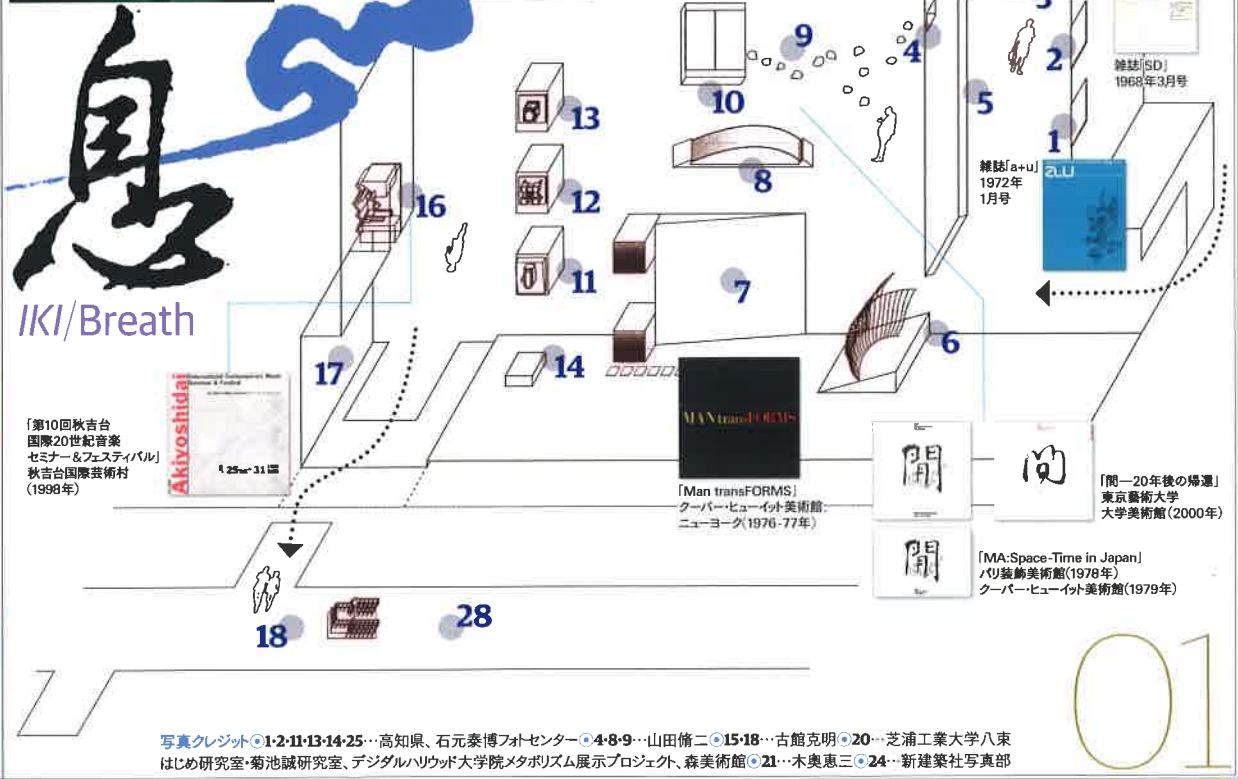 息
IKI/Breath
9
4
2
10
5
雑誌「SD」
1968年3月号
13
1
8
雑誌「a+u」
1972年
1月号
a+u
12
16
11
7
6
17
14
Akiyoshidai
International Contemporary Music
Seminar & Festival
25 31
「第10回秋吉台
国際20世紀音楽
セミナー&フェスティバル」
秋吉台国際芸術村
(1998年)
MAN transFORMS
「Man transFORMS」
クーパー・ヒューイット美術館:
ニューヨーク(1976-77年)
間
間
「間—20年後の帰還」
東京藝術大学
大学美術館(2000年)
間
「MA:Space-Time in Japan」
パリ装飾美術館(1978年)
クーパー・ヒューイット美術館(1979年)
18
28
01
写真クレジット⦿1・2・11・13・14・25…高知県、石元泰博フォトセンター⦿4・8・9…山田脩二⦿15・18…古館克明⦿20…芝浦工業大学八束
はじめ研究室・菊池誠研究室、デジタルハリウッド大学院メタボリズム展示プロジェクト、森美術館⦿21…木奥恵三⦿24…新建築社写真部